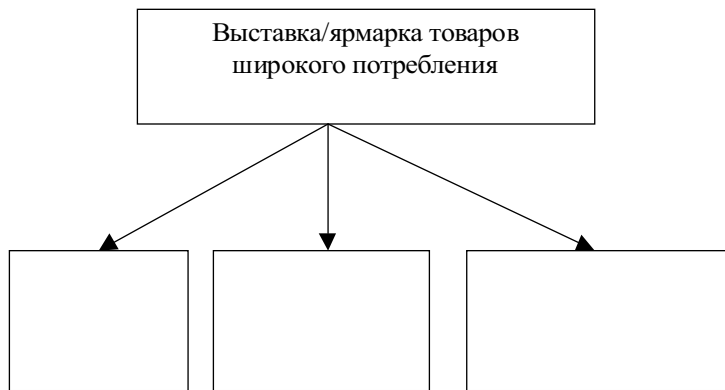 Выставка/ярмарка товаров
широкого потребления